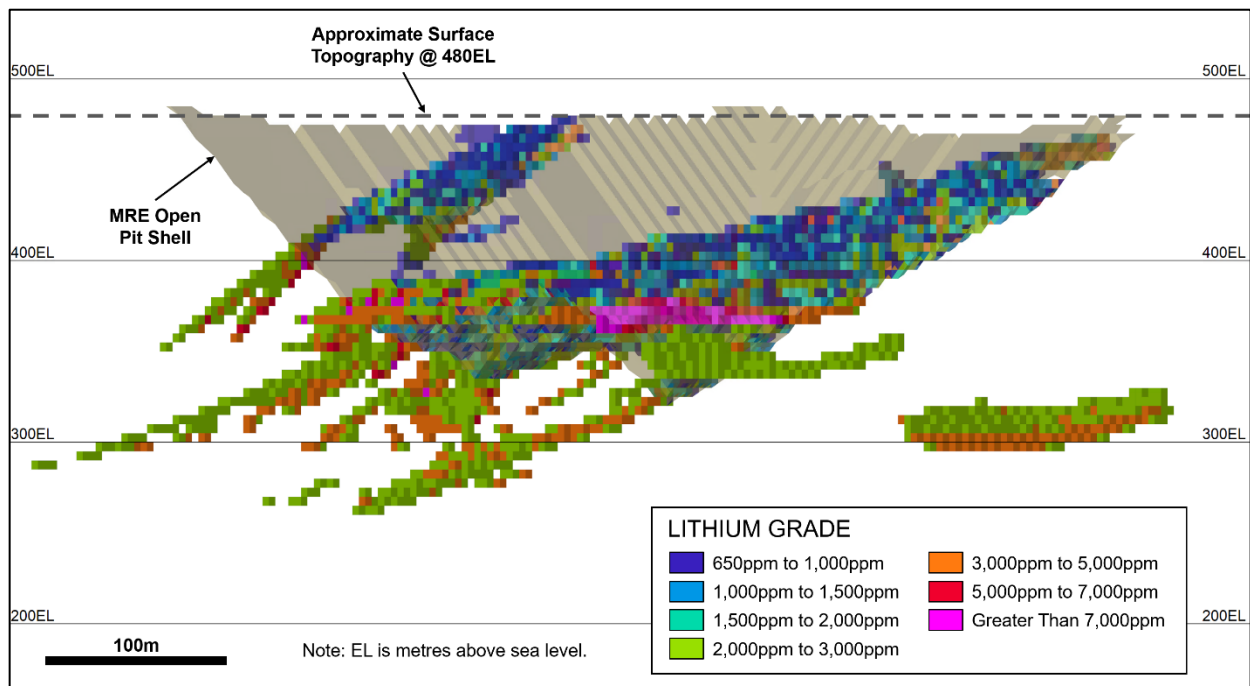 Approximate Surface
Topography @ 480EL
500EL
500EL
MRE Open
Pit Shell
400EL
400EL
300EL
300EL
200EL
200EL
LITHIUM GRADE
650ppm to 1,000ppm
1,000ppm to 1,500ppm
1,500ppm to 2,000ppm
2,000ppm to 3,000ppm
3,000ppm to 5,000ppm
5,000ppm to 7,000ppm
Greater Than 7,000ppm
100m
Note: EL is metres above sea level.